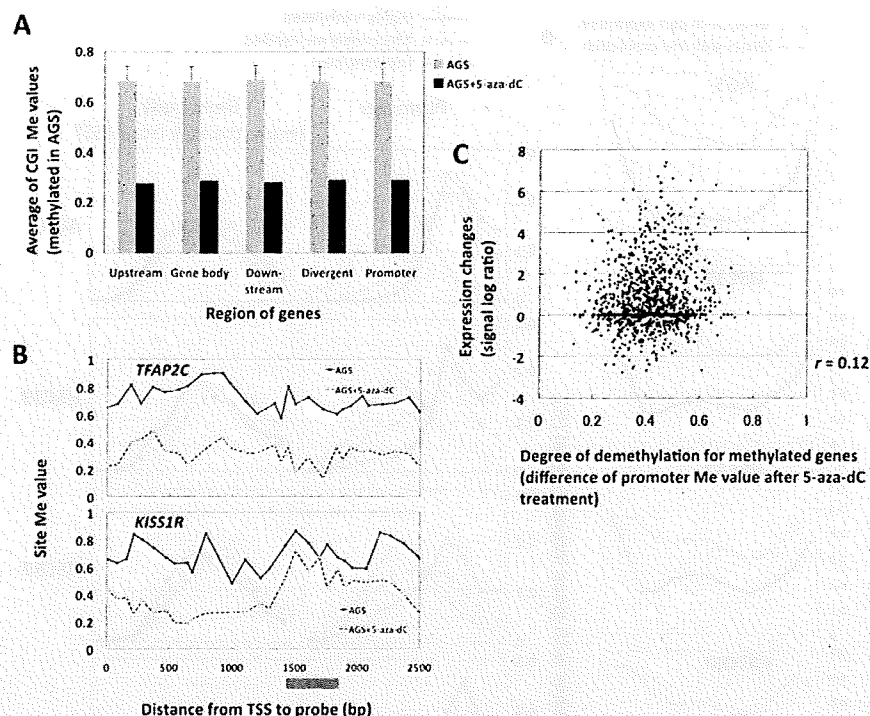 A
Average of CGI Me values
(methylated in AGS)
0.8
0.6
0.4
0.2
0
AGS
AGS+5-aza-dC
Upstream
Gene body
Down-
stream
Divergent
Promoter
Region of genes
B
Site Me value
1
0.8
0.6
0.4
0.2
0
TFAP2C
AGS
AGS+5-aza-dC
1
0.8
0.6
0.4
0.2
0
KISS1R
AGS
AGS+5-aza-dC
0
500
1000
1500
2000
2500
Distance from TSS to probe (bp)
C
Expression changes
(signal log ratio)
8
6
4
2
0
-2
-4
0
0.2
0.4
0.6
0.8
1
r = 0.12
Degree of demethylation for methylated genes
(difference of promoter Me value after 5-aza-dC
treatment)